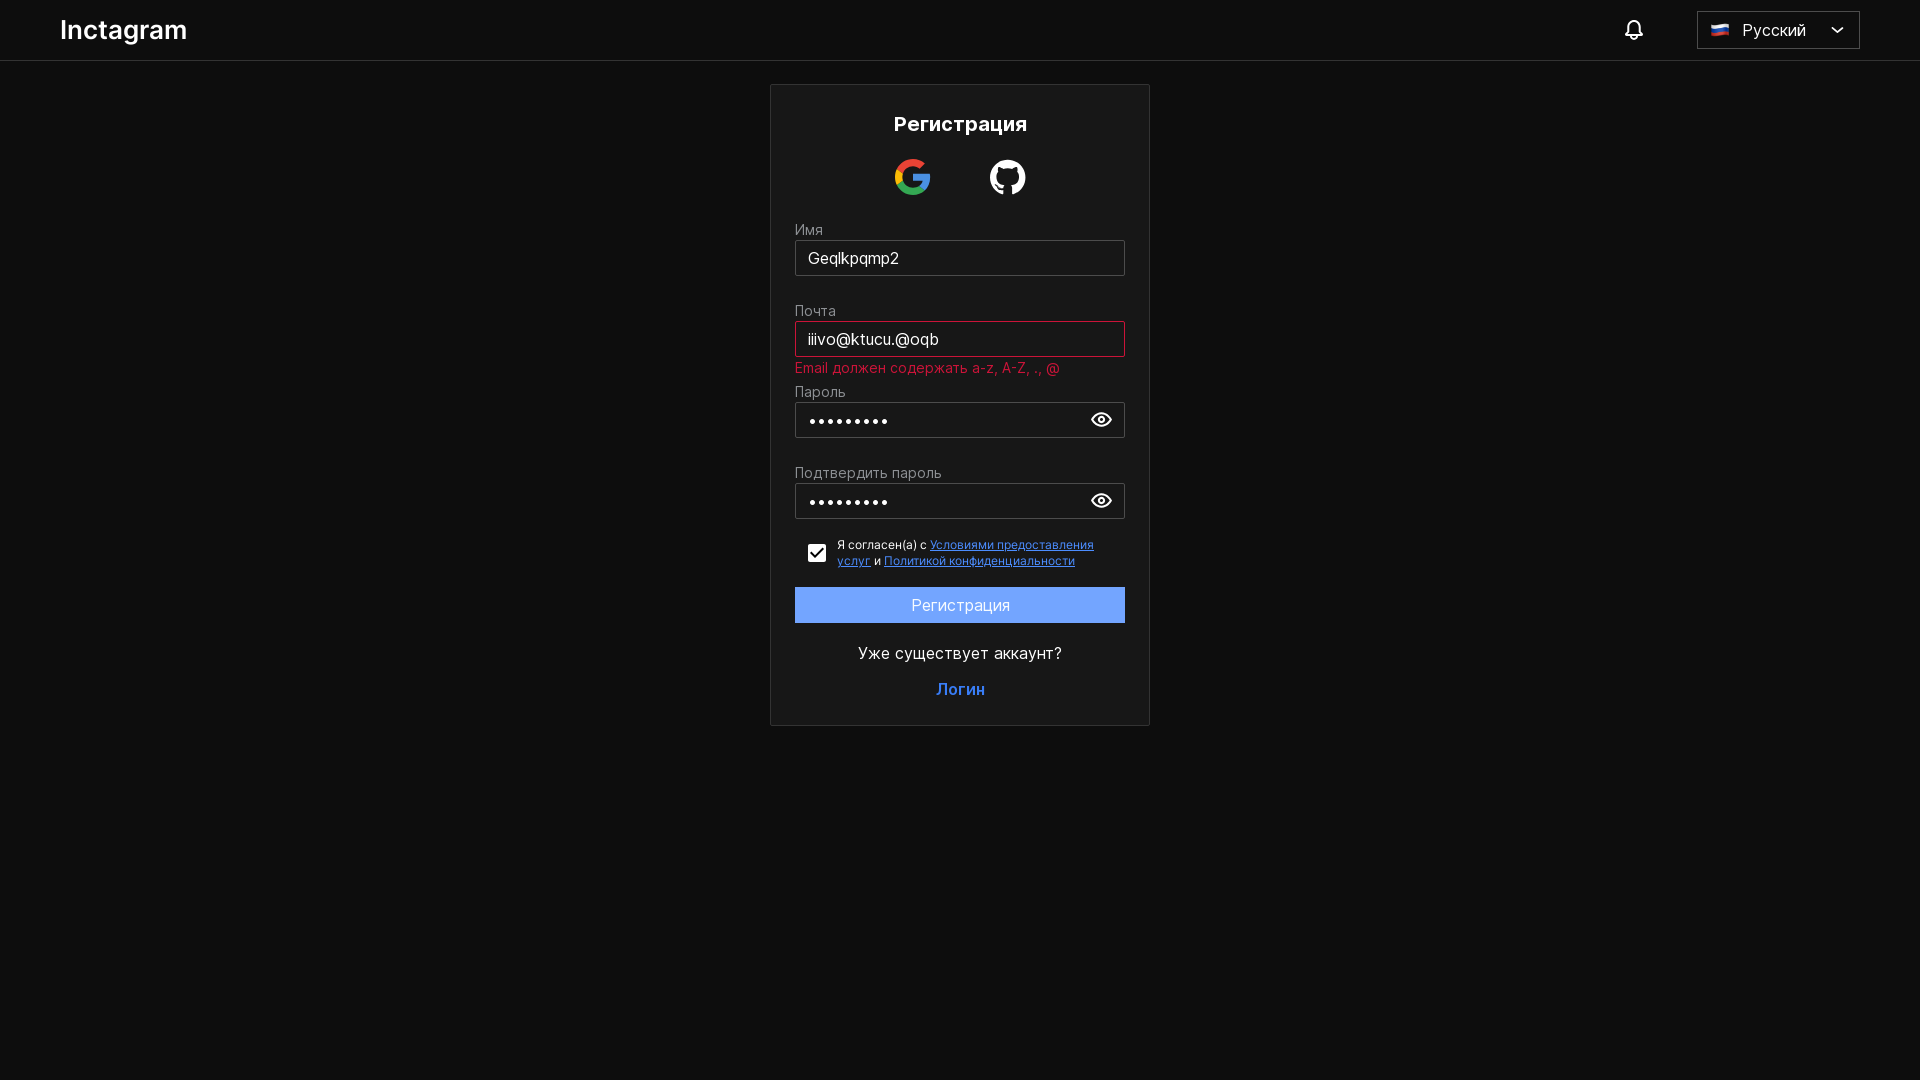 Inctagram
Русский
Регистрация
Имя
Geqlkpqmp2
Почта
iiivo@ktucu.@oqb
Email должен содержать a-z, A-Z, ., @
Пароль
•••••••••
Подтвердить пароль
•••••••••
Я согласен(а) с Условиями предоставления
услуг и Политикой конфиденциальности
Регистрация
Уже существует аккаунт?
Логин